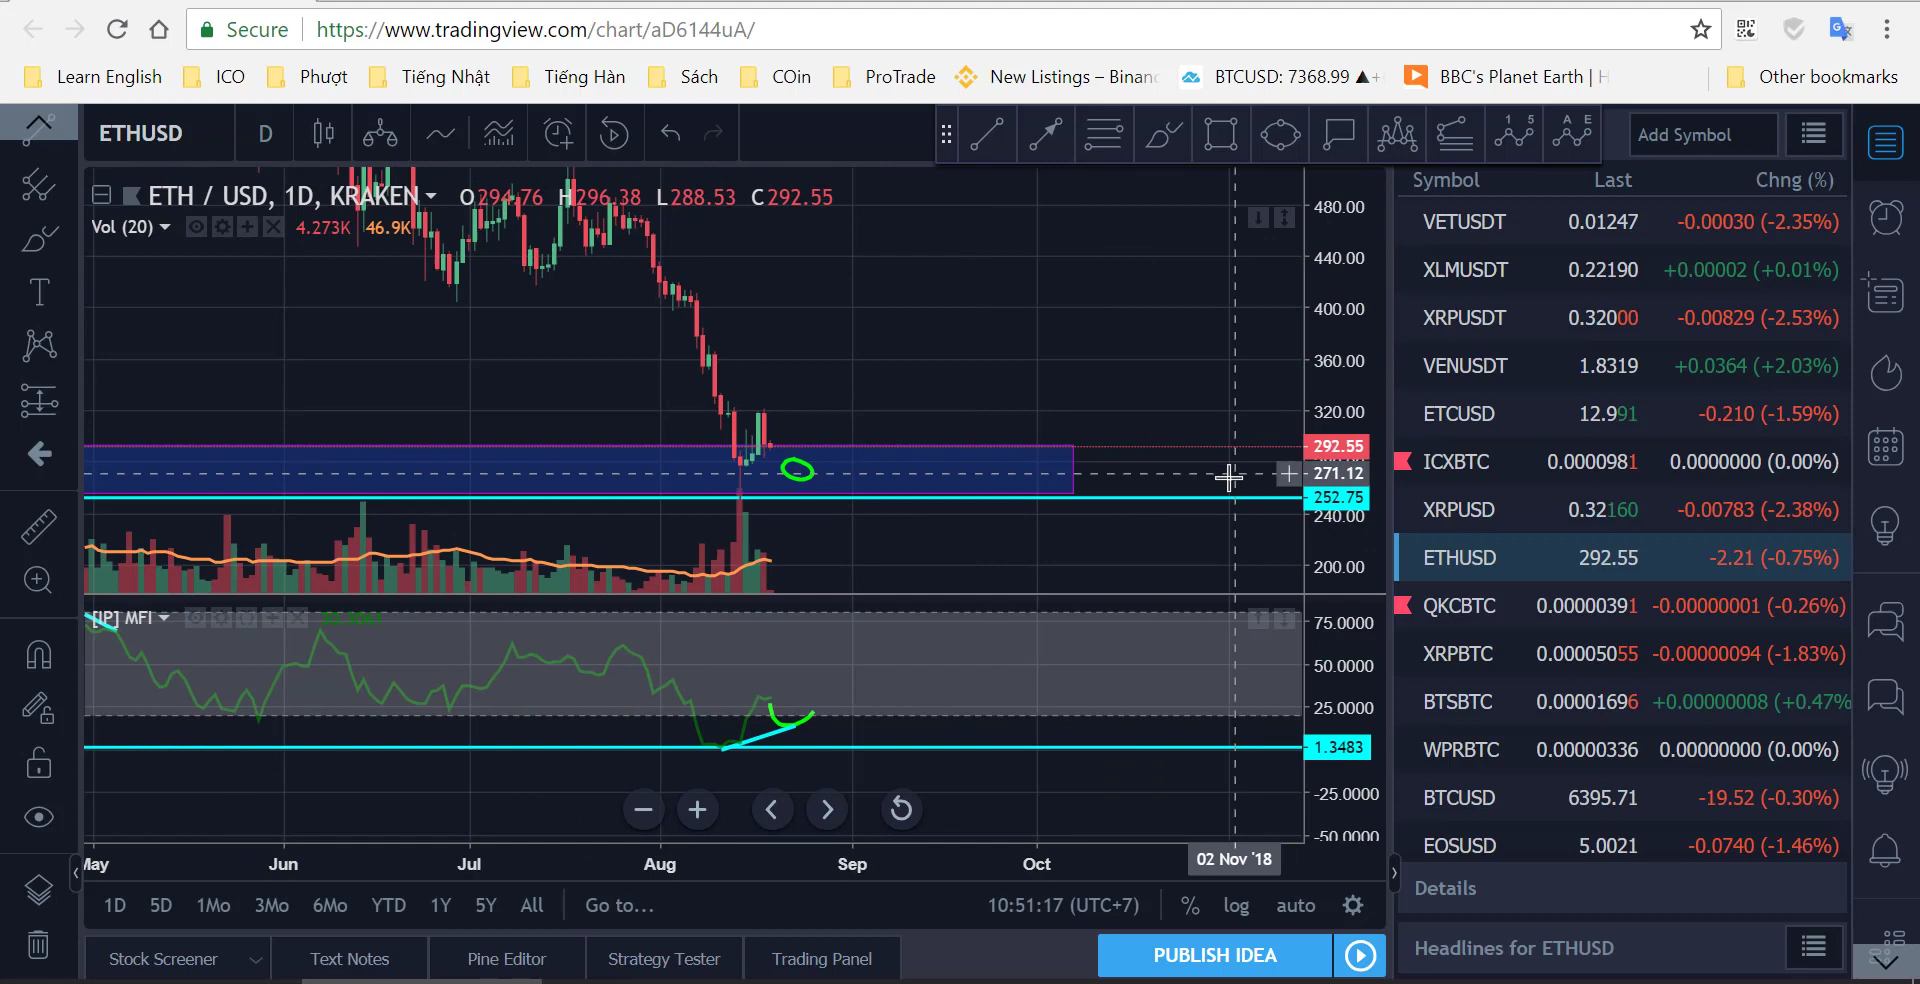 Secure https://www.tradingview.com/chart/aD6144uA/
Learn English ICO Phượt Tiếng Nhật Tiếng Hàn Sách COin ProTrade New Listings – Binanc BTCUSD: 7368.99 ▲+ BBC's Planet Earth | H Other bookmarks
ETHUSD D 1 5 A E Add Symbol
ETH / USD, 1D, KRAKEN O294.76 H296.38 L288.53 C292.55
Vol (20) 4.273K 46.9K
480.00
440.00
400.00
360.00
320.00
292.55
271.12
252.75
240.00
200.00
[IP] MFI
75.0000
50.0000
25.0000
1.3483
-25.0000
-50.0000
May Jun Jul Aug Sep Oct 02 Nov '18
1D 5D 1Mo 3Mo 6Mo YTD 1Y 5Y All Go to... 10:51:17 (UTC+7) % log auto
Stock Screener Text Notes Pine Editor Strategy Tester Trading Panel PUBLISH IDEA
Symbol Last Chng (%)
VETUSDT 0.01247 -0.00030 (-2.35%)
XLMUSDT 0.22190 +0.00002 (+0.01%)
XRPUSDT 0.32000 -0.00829 (-2.53%)
VENUSDT 1.8319 +0.0364 (+2.03%)
ETCUSD 12.991 -0.210 (-1.59%)
ICXBTC 0.0000981 0.0000000 (0.00%)
XRPUSD 0.32160 -0.00783 (-2.38%)
ETHUSD 292.55 -2.21 (-0.75%)
QKCBTC 0.00000391 -0.00000001 (-0.26%)
XRPBTC 0.00005055 -0.00000094 (-1.83%)
BTSBTC 0.00001696 +0.00000008 (+0.47%
WPRBTC 0.00000336 0.00000000 (0.00%)
BTCUSD 6395.71 -19.52 (-0.30%)
EOSUSD 5.0021 -0.0740 (-1.46%)
Details
Headlines for ETHUSD